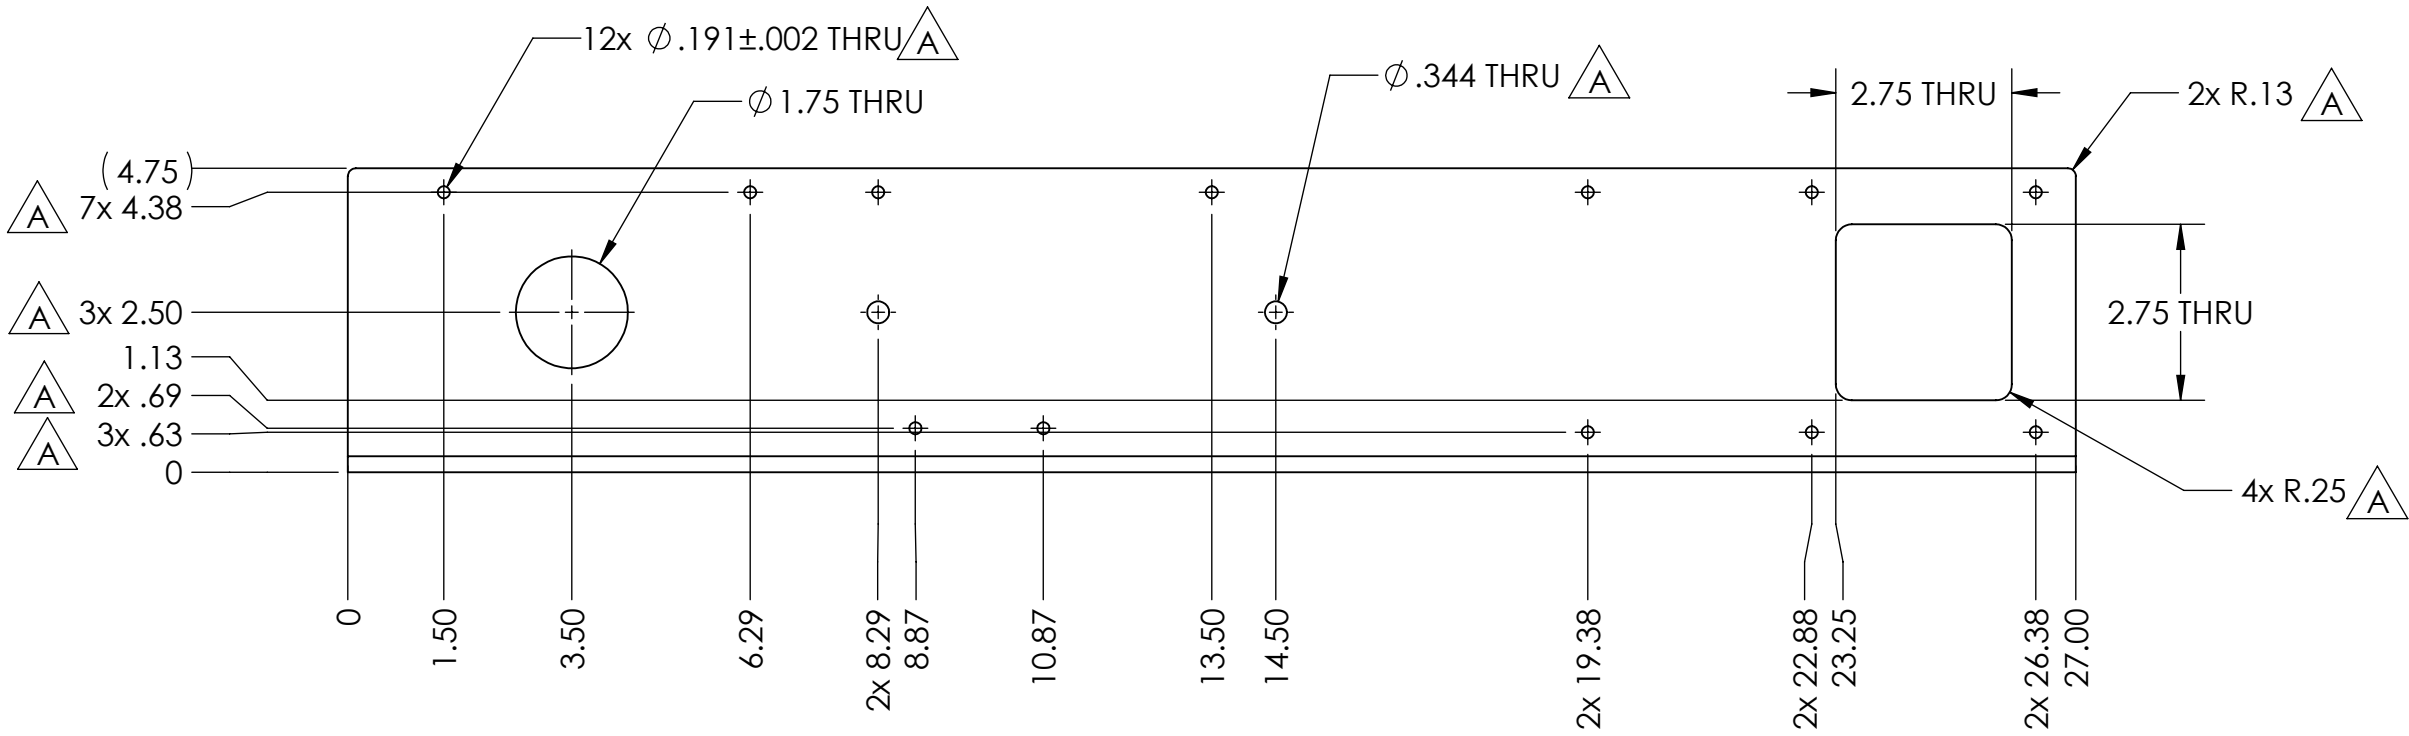 12x ∅ .191±.002 THRU A
∅ 1.75 THRU
∅ .344 THRU A
2.75 THRU
2x R.13 A
(4.75)
A 7x 4.38
A 3x 2.50
1.13
A 2x .69
A 3x .63
0
2.75 THRU
4x R.25 A
0
1.50
3.50
6.29
2x 8.29
8.87
10.87
13.50
14.50
2x 19.38
2x 22.88
23.25
2x 26.38
27.00